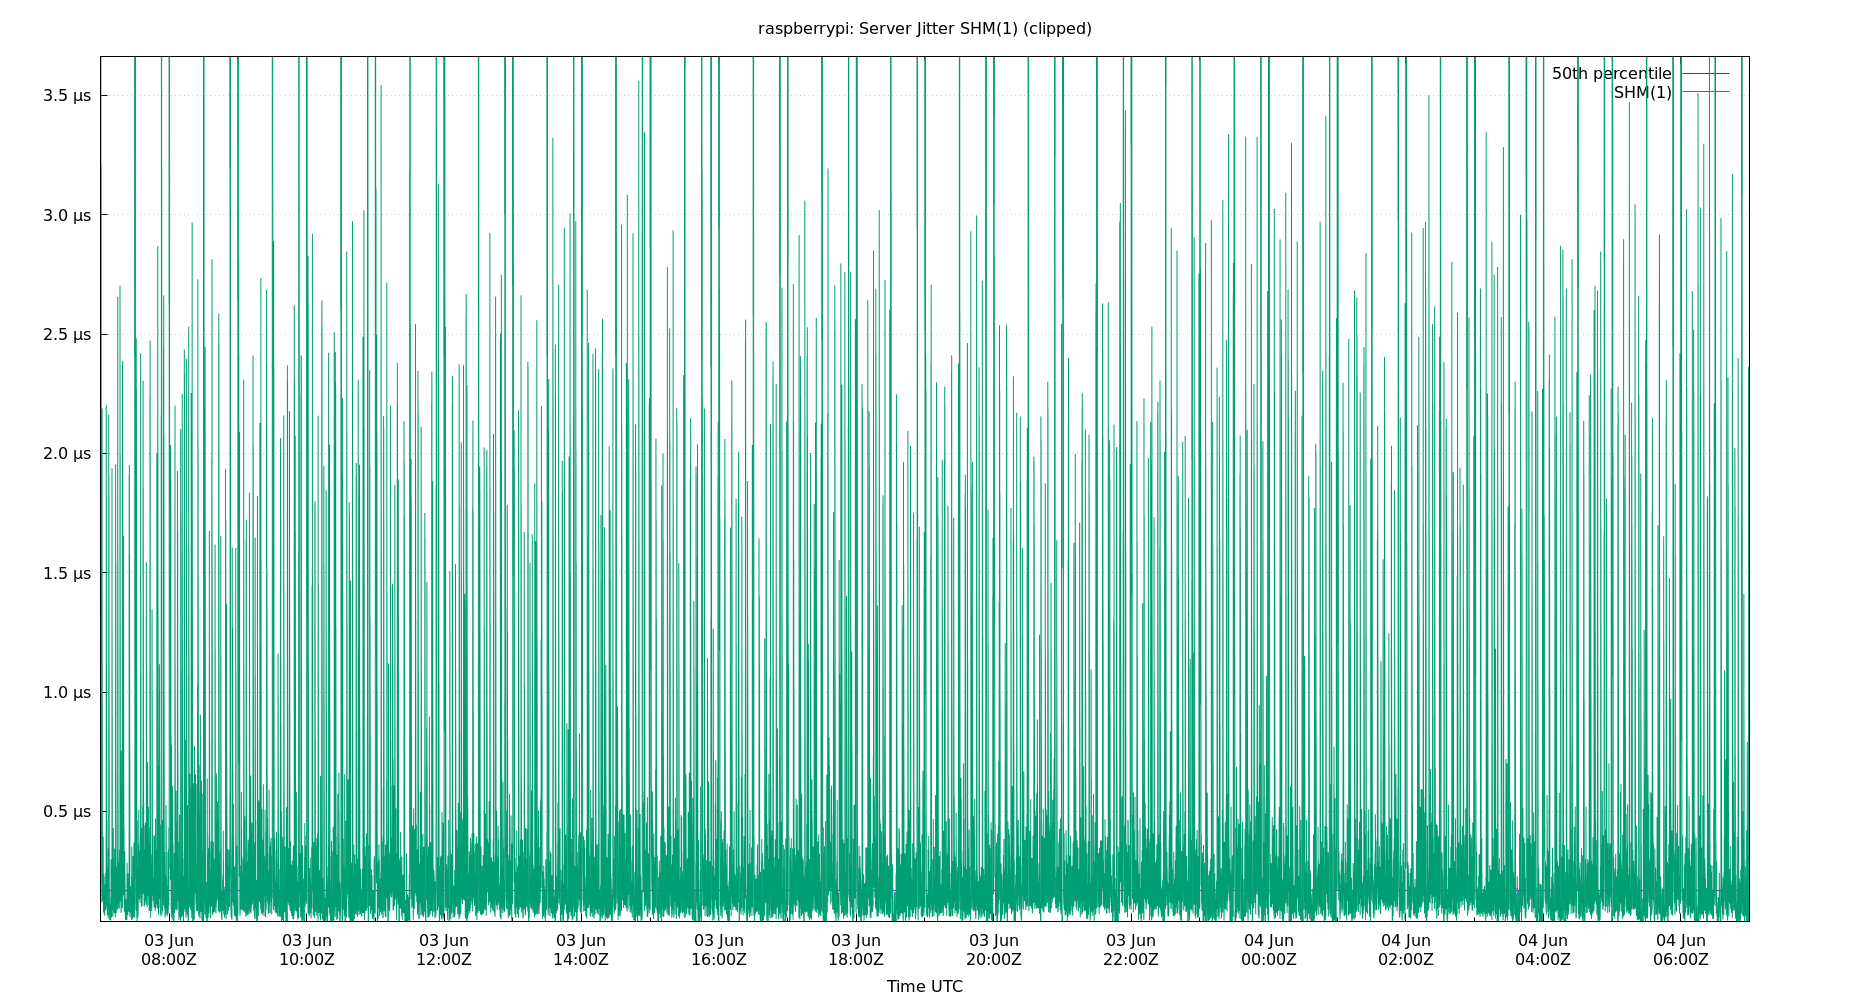 raspberrypi: Server Jitter SHM(1) (clipped)
50th percentile
SHM(1)
3.5 µs
3.0 µs
2.5 µs
2.0 µs
1.5 µs
1.0 µs
0.5 µs
03 Jun 03 Jun 03 Jun 03 Jun 03 Jun 03 Jun 03 Jun 03 Jun 04 Jun 04 Jun 04 Jun 04 Jun
08:00Z 10:00Z 12:00Z 14:00Z 16:00Z 18:00Z 20:00Z 22:00Z 00:00Z 02:00Z 04:00Z 06:00Z
Time UTC